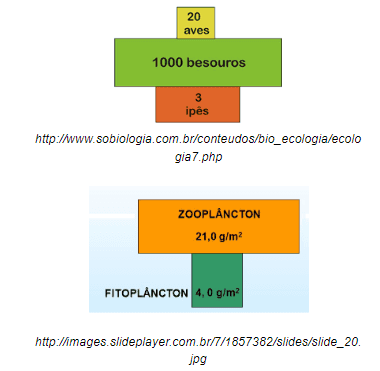 20
aves
1000 besouros
3
ipês
http://www.sobiologia.com.br/conteudos/bio_ecologia/ecolo
gia7.php
ZOOPLÂNCTON
21,0 g/m²
FITOPLÂNCTON 4, 0 g/m²
http://images.slideplayer.com.br/7/1857382/slides/slide_20.
jpg